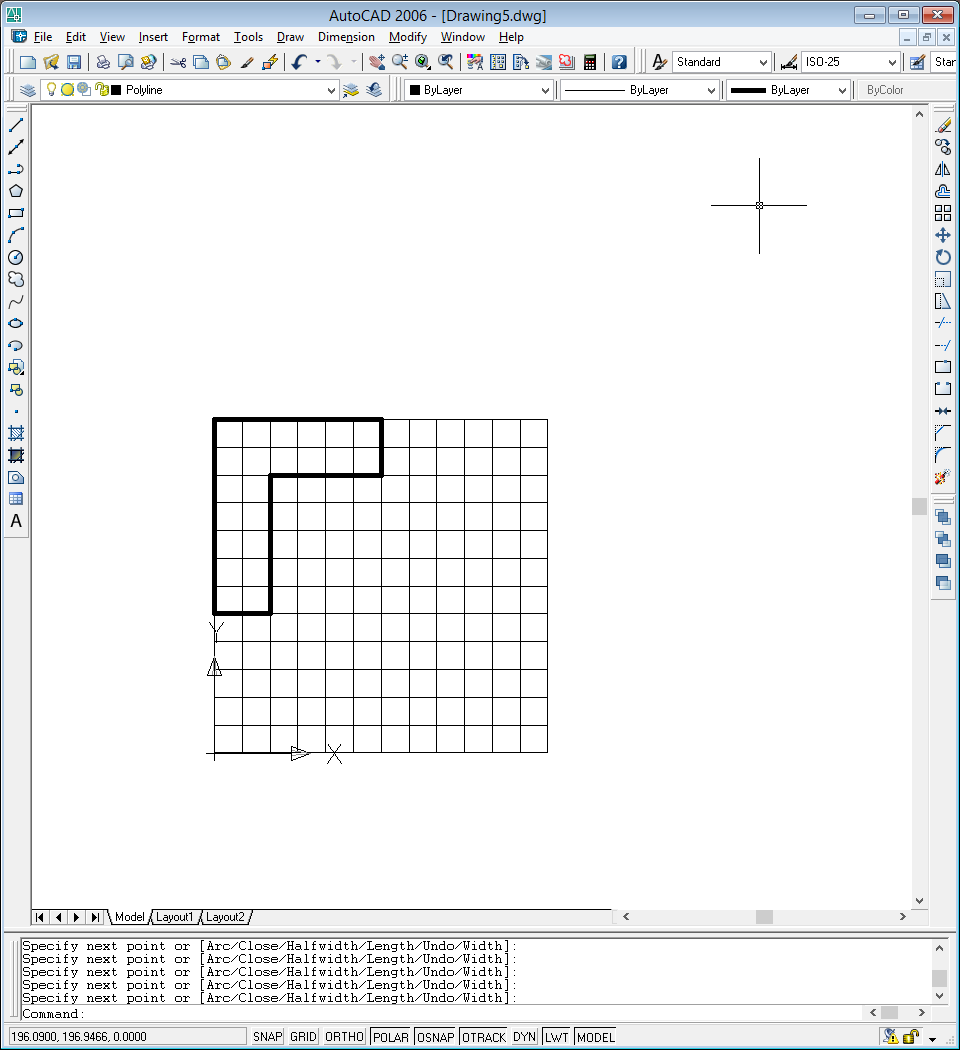 AutoCAD 2006 - [Drawing5.dwg]
File Edit View Insert Format Tools Draw Dimension Modify Window Help
Standard ISO-25 Star
Polyline ByLayer ByLayer ByLayer ByColor
A
Y
X
Model Layout1 Layout2
Specify next point or [Arc/Close/Halfwidth/Length/Undo/Width]:
Specify next point or [Arc/Close/Halfwidth/Length/Undo/Width]:
Specify next point or [Arc/Close/Halfwidth/Length/Undo/Width]:
Specify next point or [Arc/Close/Halfwidth/Length/Undo/Width]:
Specify next point or [Arc/Close/Halfwidth/Length/Undo/Width]:
Command:
196.0900, 196.9466, 0.0000 SNAP GRID ORTHO POLAR OSNAP OTRACK DYN LWT MODEL